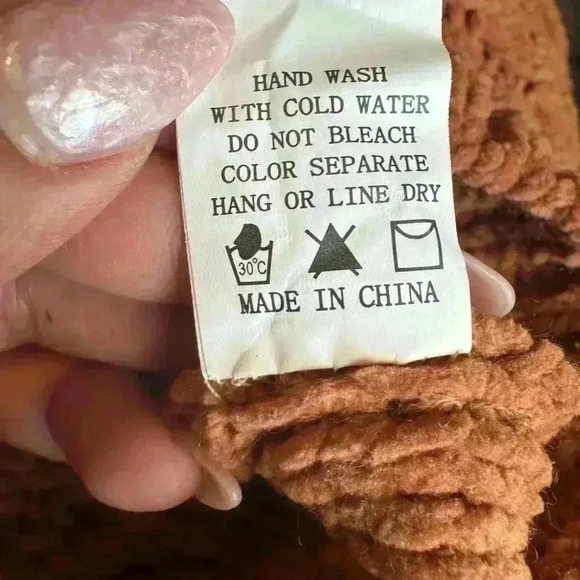 HAND WASH
WITH COLD WATER
DO NOT BLEACH
COLOR SEPARATE
HANG OR LINE DRY
30°C
MADE IN CHINA